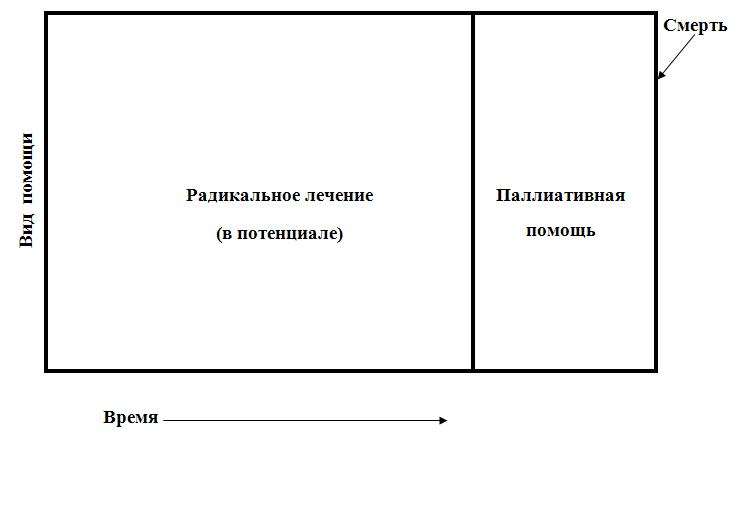 Смерть
Вид помощи
Радикальное лечение
(в потенциале)
Паллиативная
помощь
Время